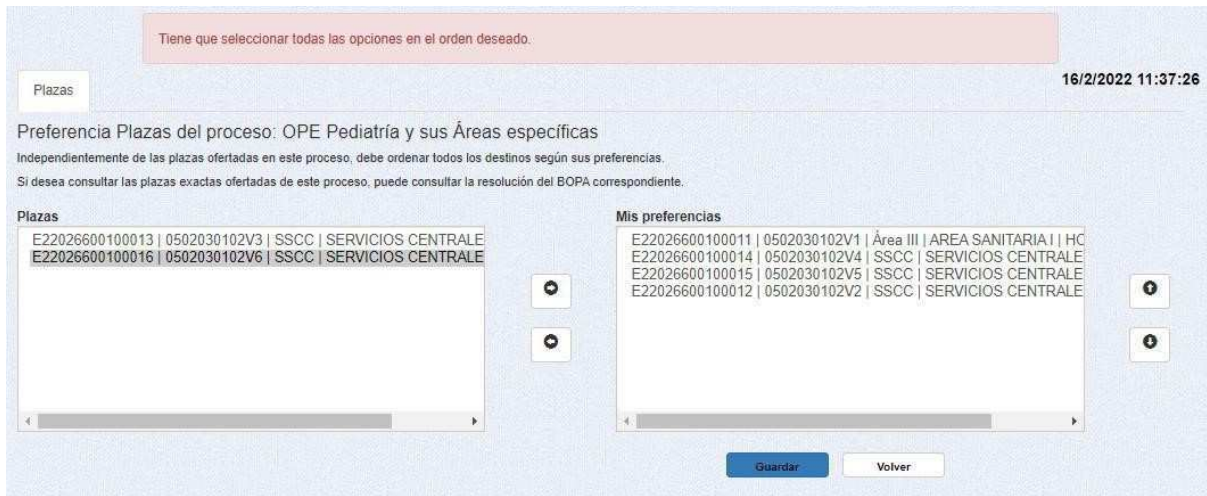 Tiene que seleccionar todas las opciones en el orden deseado.
Plazas
16/2/2022 11:37:26
Preferencia Plazas del proceso: OPE Pediatría y sus Áreas específicas
Independientemente de las plazas ofertadas en este proceso, debe ordenar todos los destinos según sus preferencias.
Si desea consultar las plazas exactas ofertadas de este proceso, puede consultar la resolución del BOPA correspondiente.
Plazas
E22026600100013 | 0502030102V3 | SSCC | SERVICIOS CENTRALE
E22026600100016 | 0502030102V6 | SSCC | SERVICIOS CENTRALE
Mis preferencias
E22026600100011 | 0502030102V1 | Área III | AREA SANITARIA I | HC
E22026600100014 | 0502030102V4 | SSCC | SERVICIOS CENTRALE
E22026600100015 | 0502030102V5 | SSCC | SERVICIOS CENTRALE
E22026600100012 | 0502030102V2 | SSCC | SERVICIOS CENTRALE
Guardar
Volver